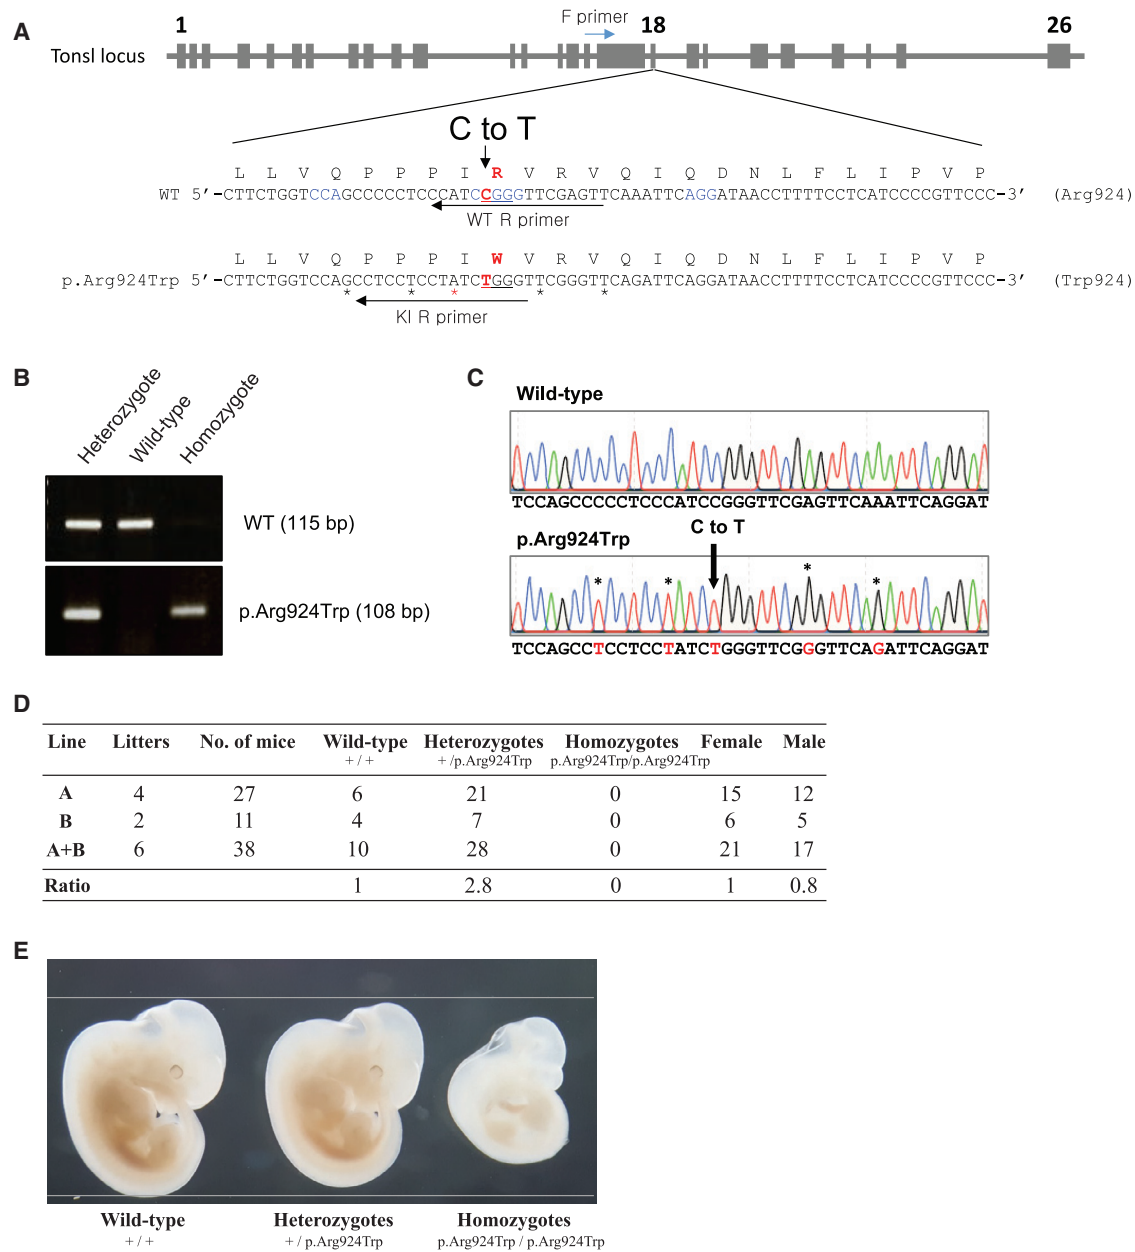 A
F primer
1 18 26
Tonsl locus
C to T
L L V Q P P P I R V R V Q I Q D N L F L I P V P
WT 5′-CTTCTGGTCCAGCCCCCTCCCATCCGGGTTCGAGTTCAAATTCAGGATAACCTTTTTCCTCATCCCCGTTCCC-3′ (Arg924)
WT R primer
L L V Q P P P I W V R V Q I Q D N L F L I P V P
p.Arg924Trp 5′-CTTCTGGTCCAGCCTCCTCCTATCTGGGTTCGGGTTCAGATTCAGGATAACCTTTTTCCTCATCCCCGTTCCC-3′ (Trp924)
* * * * *
KI R primer
B
Heterozygote
Wild-type
Homozygote
WT (115 bp)
p.Arg924Trp (108 bp)
C
Wild-type
TCCAGCCCCCTCCCATCCGGGTTCGAGTTCAAATTCAGGAT
C to T
p.Arg924Trp
* * * *
TCCAGCCTCCTCCTATCTGGGTTCGGGTTCAGATTCAGGAT
D
Line Litters No. of mice Wild-type Heterozygotes Homozygotes Female Male
+ / + + /p.Arg924Trp p.Arg924Trp/p.Arg924Trp
A 4 27 6 21 0 15 12
B 2 11 4 7 0 6 5
A+B 6 38 10 28 0 21 17
Ratio 1 2.8 0 1 0.8
E
Wild-type Heterozygotes Homozygotes
+ / + + / p.Arg924Trp p.Arg924Trp / p.Arg924Trp